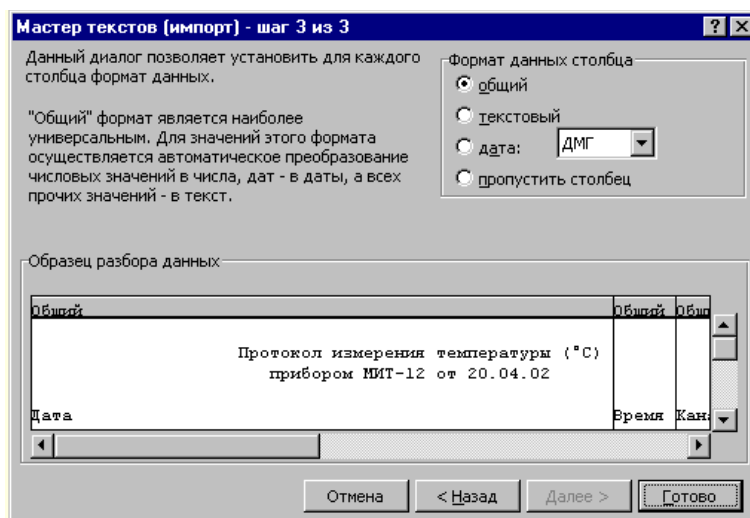 Мастер текстов (импорт) - шаг 3 из 3
Данный диалог позволяет установить для каждого
столбца формат данных.
"Общий" формат является наиболее
универсальным. Для значений этого формата
осуществляется автоматическое преобразование
числовых значений в числа, дат - в даты, а всех
прочих значений - в текст.
Формат данных столбца
общий
текстовый
дата: ДМГ
пропустить столбец
Образец разбора данных
Общий Общий Общ
Протокол измерения температуры (°C)
прибором МИТ-12 от 20.04.02
Дата Время Кан
Отмена < Назад Далее > Готово